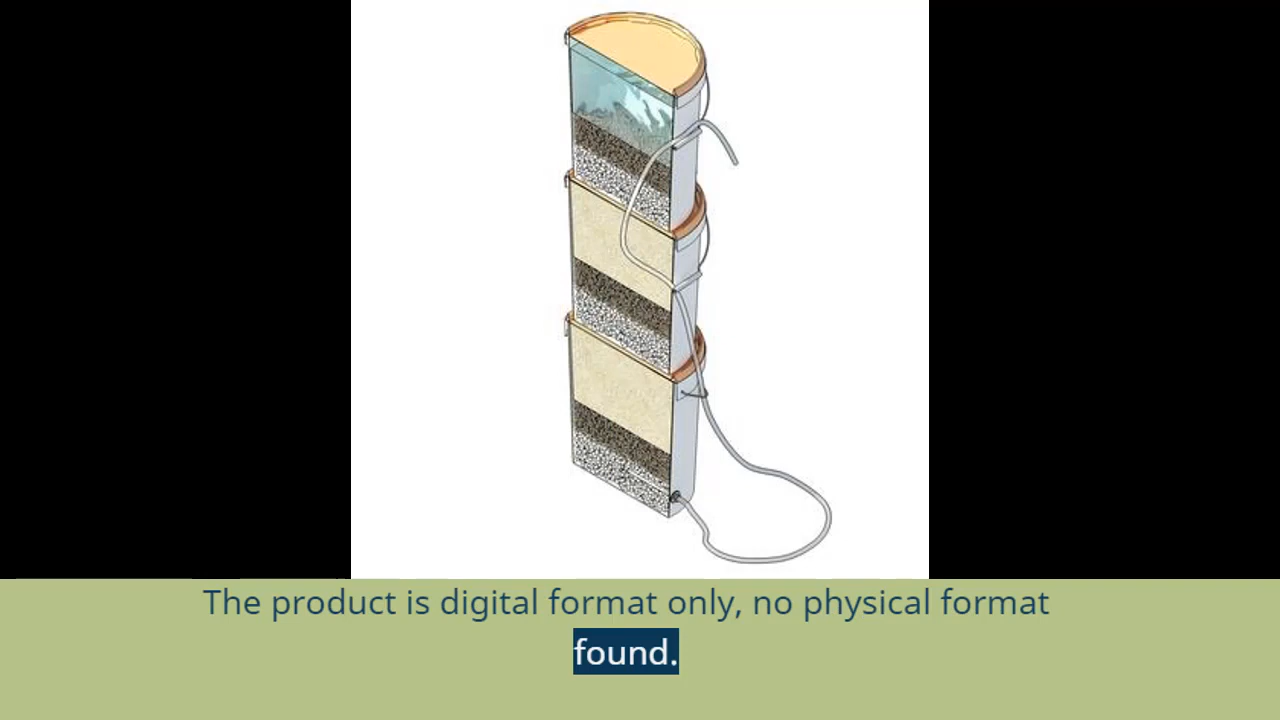 The product is digital format only, no physical format
found.